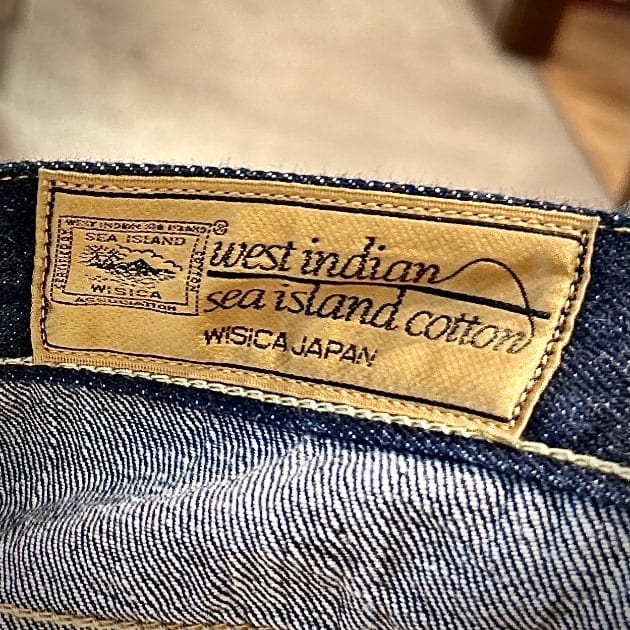 WEST INDIAN SEA ISLAND
SEA ISLAND
WISICA
ASSOCIATION
west indian
sea island cotton
WISICA JAPAN